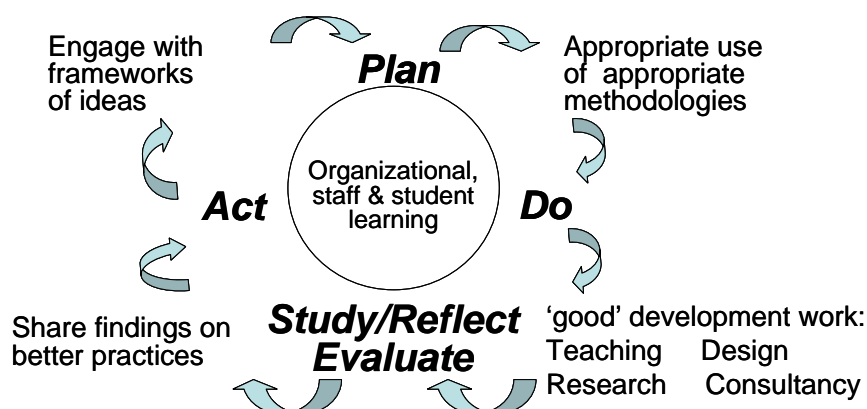 Engage with
frameworks
of ideas
Plan
Appropriate use
of appropriate
methodologies
Organizational,
staff & student
learning
Act
Do
Share findings on
better practices
Study/Reflect
Evaluate
‘good’ development work:
Teaching Design
Research Consultancy